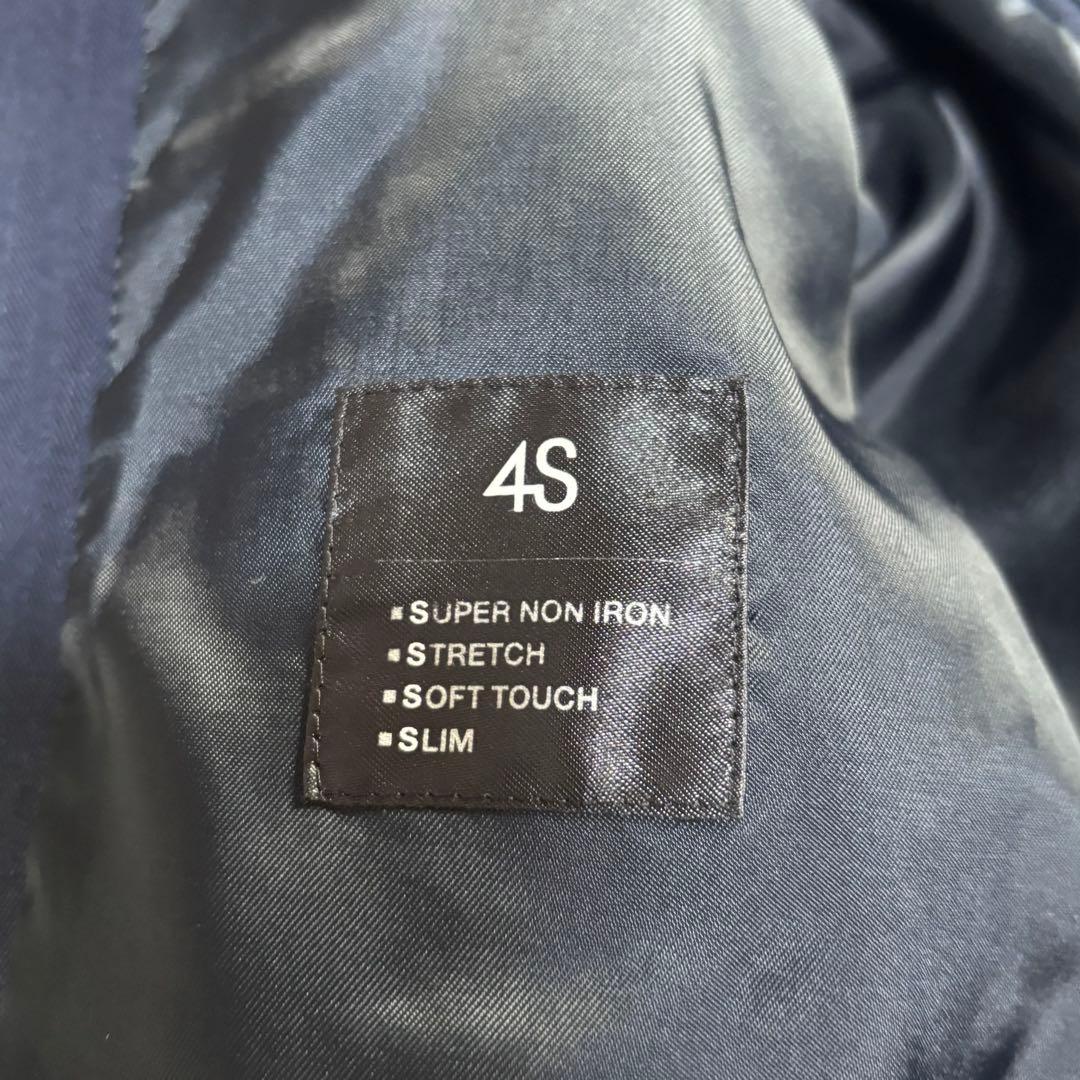 4S
▪SUPER NON IRON
▪STRETCH
▪SOFT TOUCH
▪SLIM